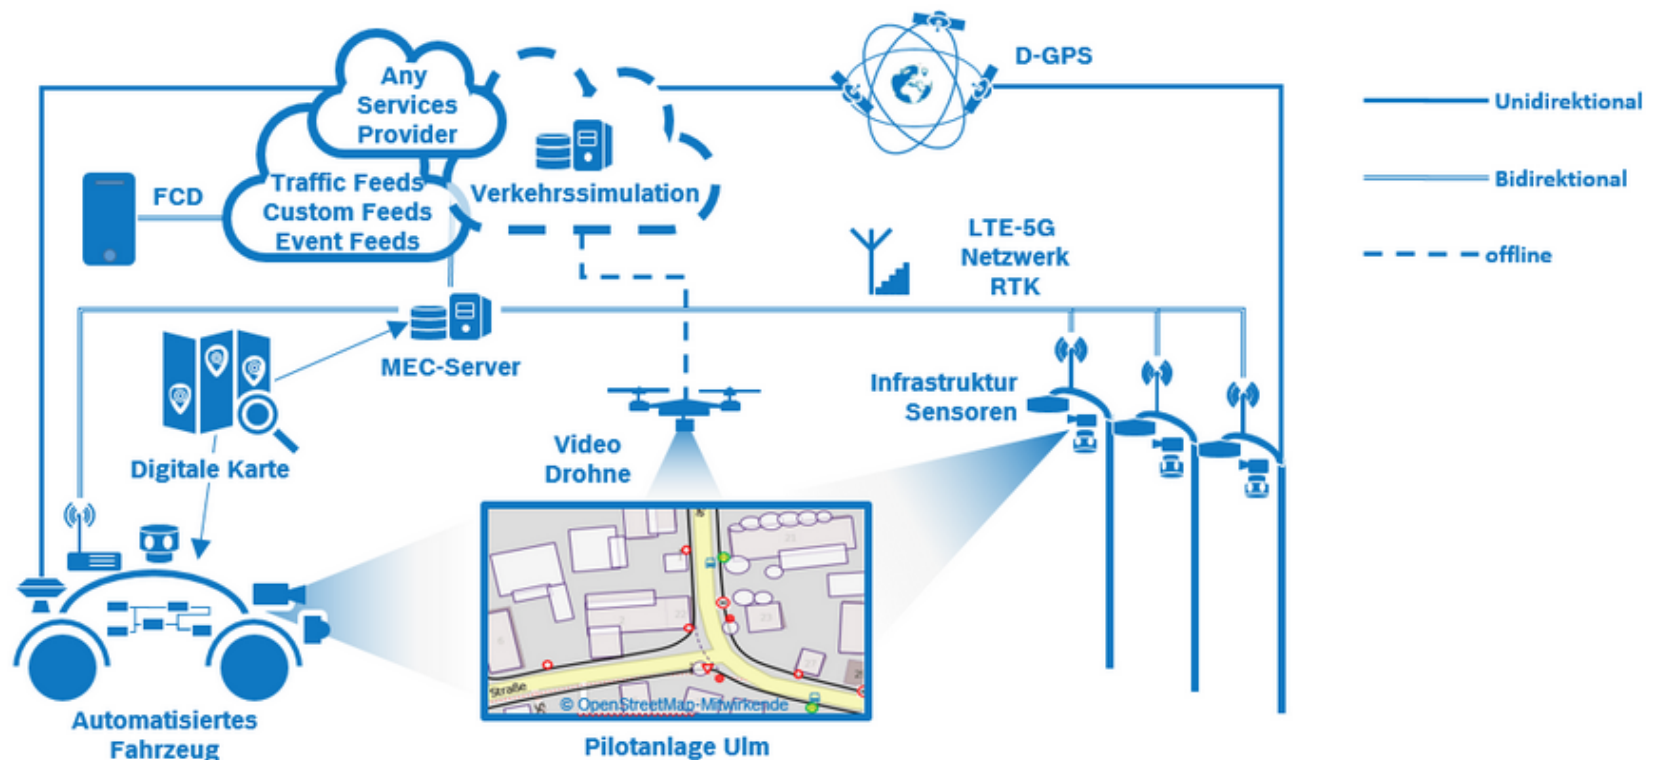 Any
Services
Provider
D-GPS
Unidirektional
FCD
Traffic Feeds
Custom Feeds
Event Feeds
Verkehrssimulation
Bidirektional
LTE-5G
Netzwerk
RTK
offline
MEC-Server
Infrastruktur
Sensoren
Digitale Karte
Video
Drohne
Straße
© OpenStreetMap-Mitwirkende
Automatisiertes
Fahrzeug
Pilotanlage Ulm